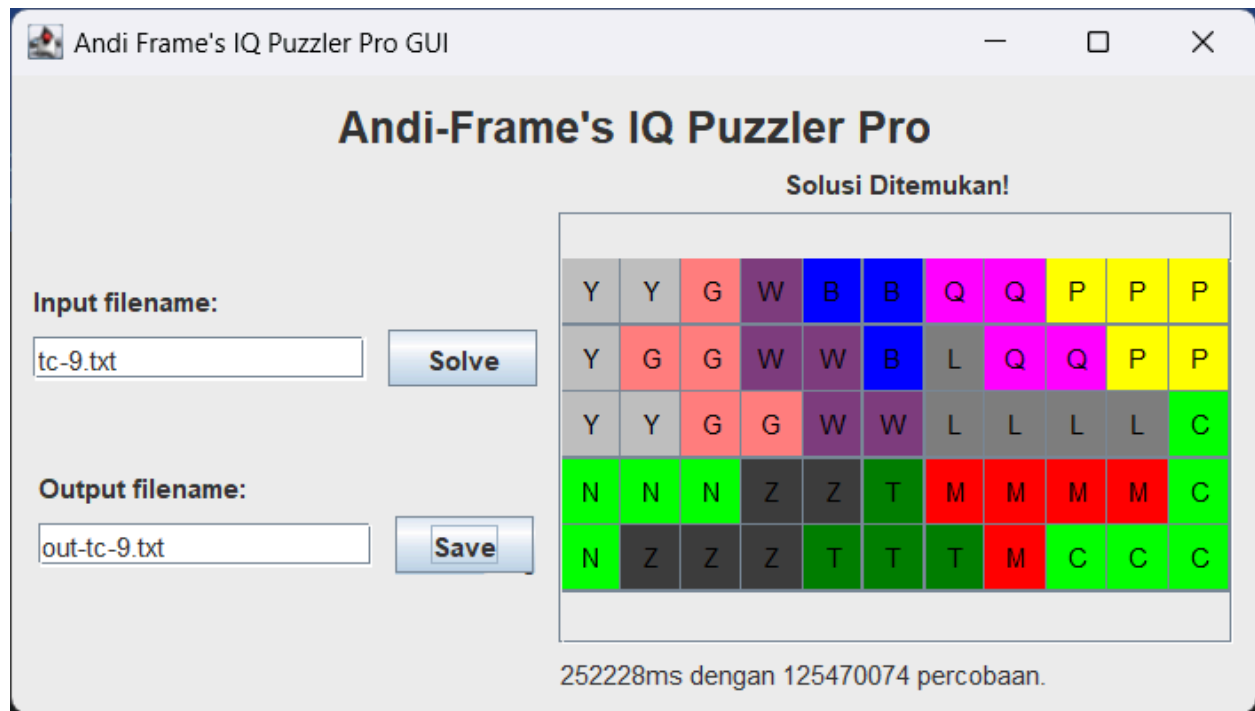 Andi Frame's IQ Puzzler Pro GUI
Andi-Frame's IQ Puzzler Pro
Solusi Ditemukan!
Input filename:
tc-9.txt
Solve
Output filename:
out-tc-9.txt
Save
Y Y G W B B Q Q P P P
Y G G W W B L Q Q P P
Y Y G G W W L L L L C
N N N Z Z T M M M M C
N Z Z Z T T T M C C C
252228ms dengan 125470074 percobaan.